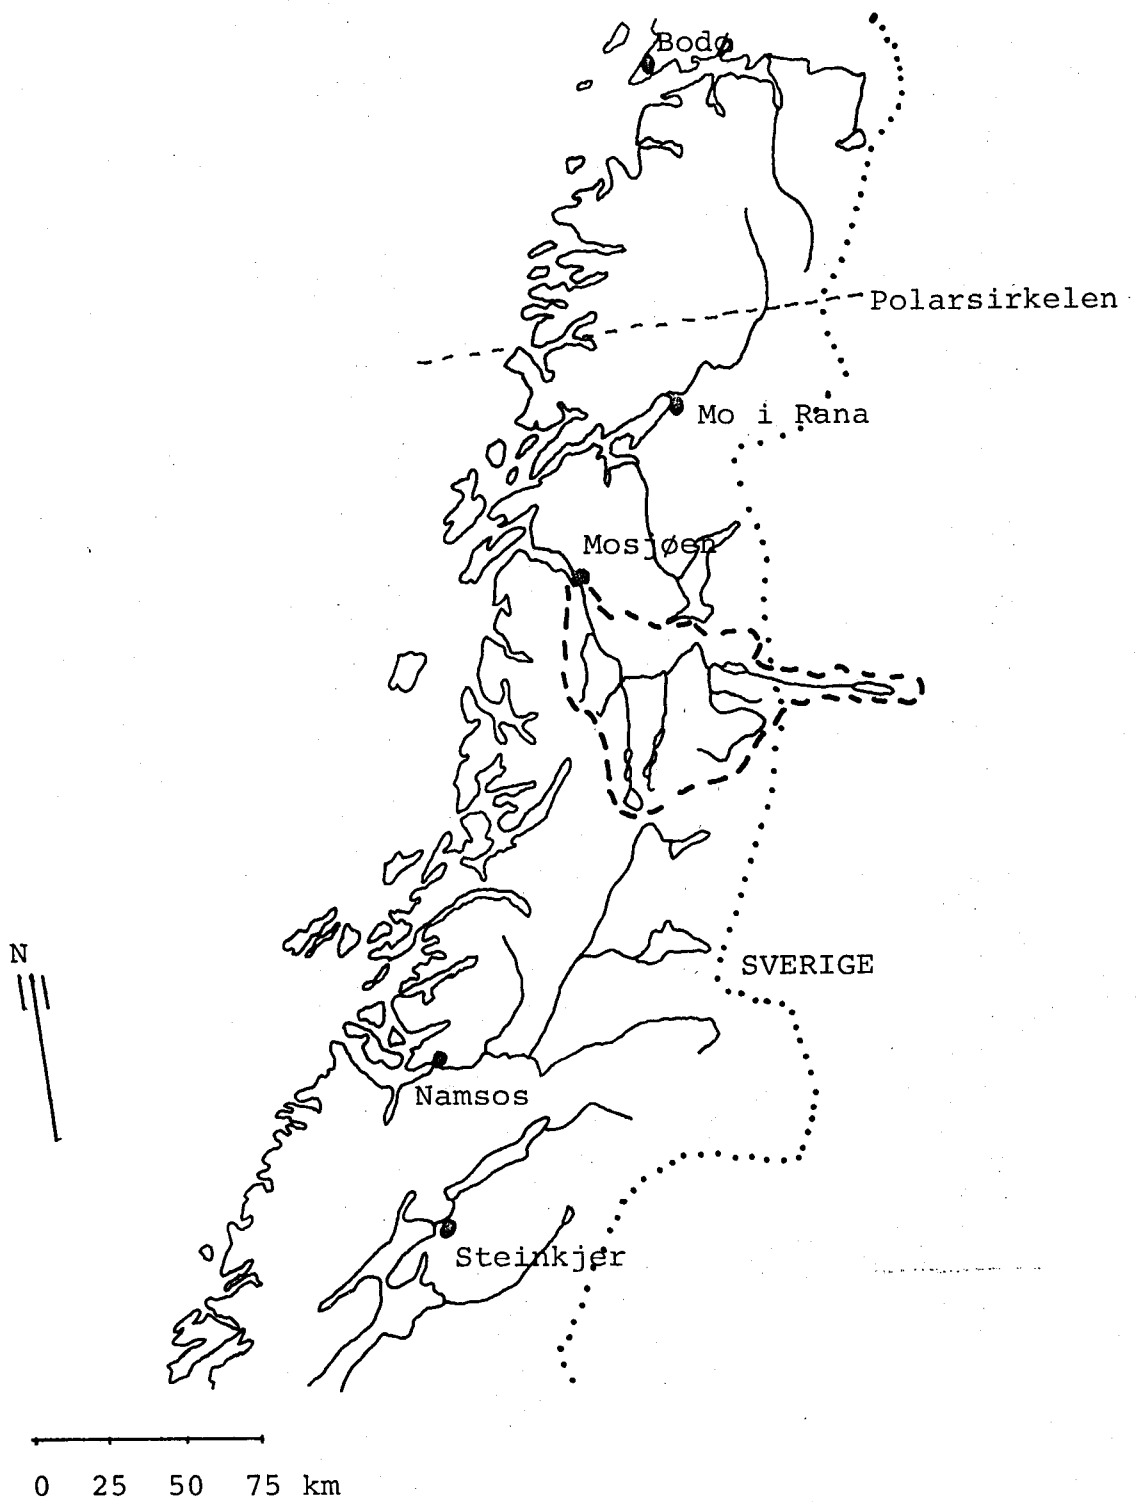 Bodø
Polarsirkelen
Mo i Rana
Mosjøen
N
SVERIGE
Namsos
Steinkjer
0 25 50 75 km